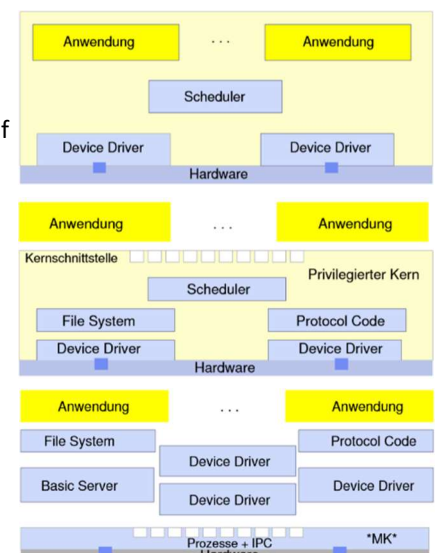 Anwendung ... Anwendung
Scheduler
f
Device Driver Device Driver
Hardware
Anwendung ... Anwendung
Kernschnittstelle
Privilegierter Kern
Scheduler
File System Protocol Code
Device Driver Device Driver
Hardware
Anwendung ... Anwendung
File System Protocol Code
Device Driver
Basic Server Device Driver
Device Driver
Prozesse + IPC *MK*
Hardware